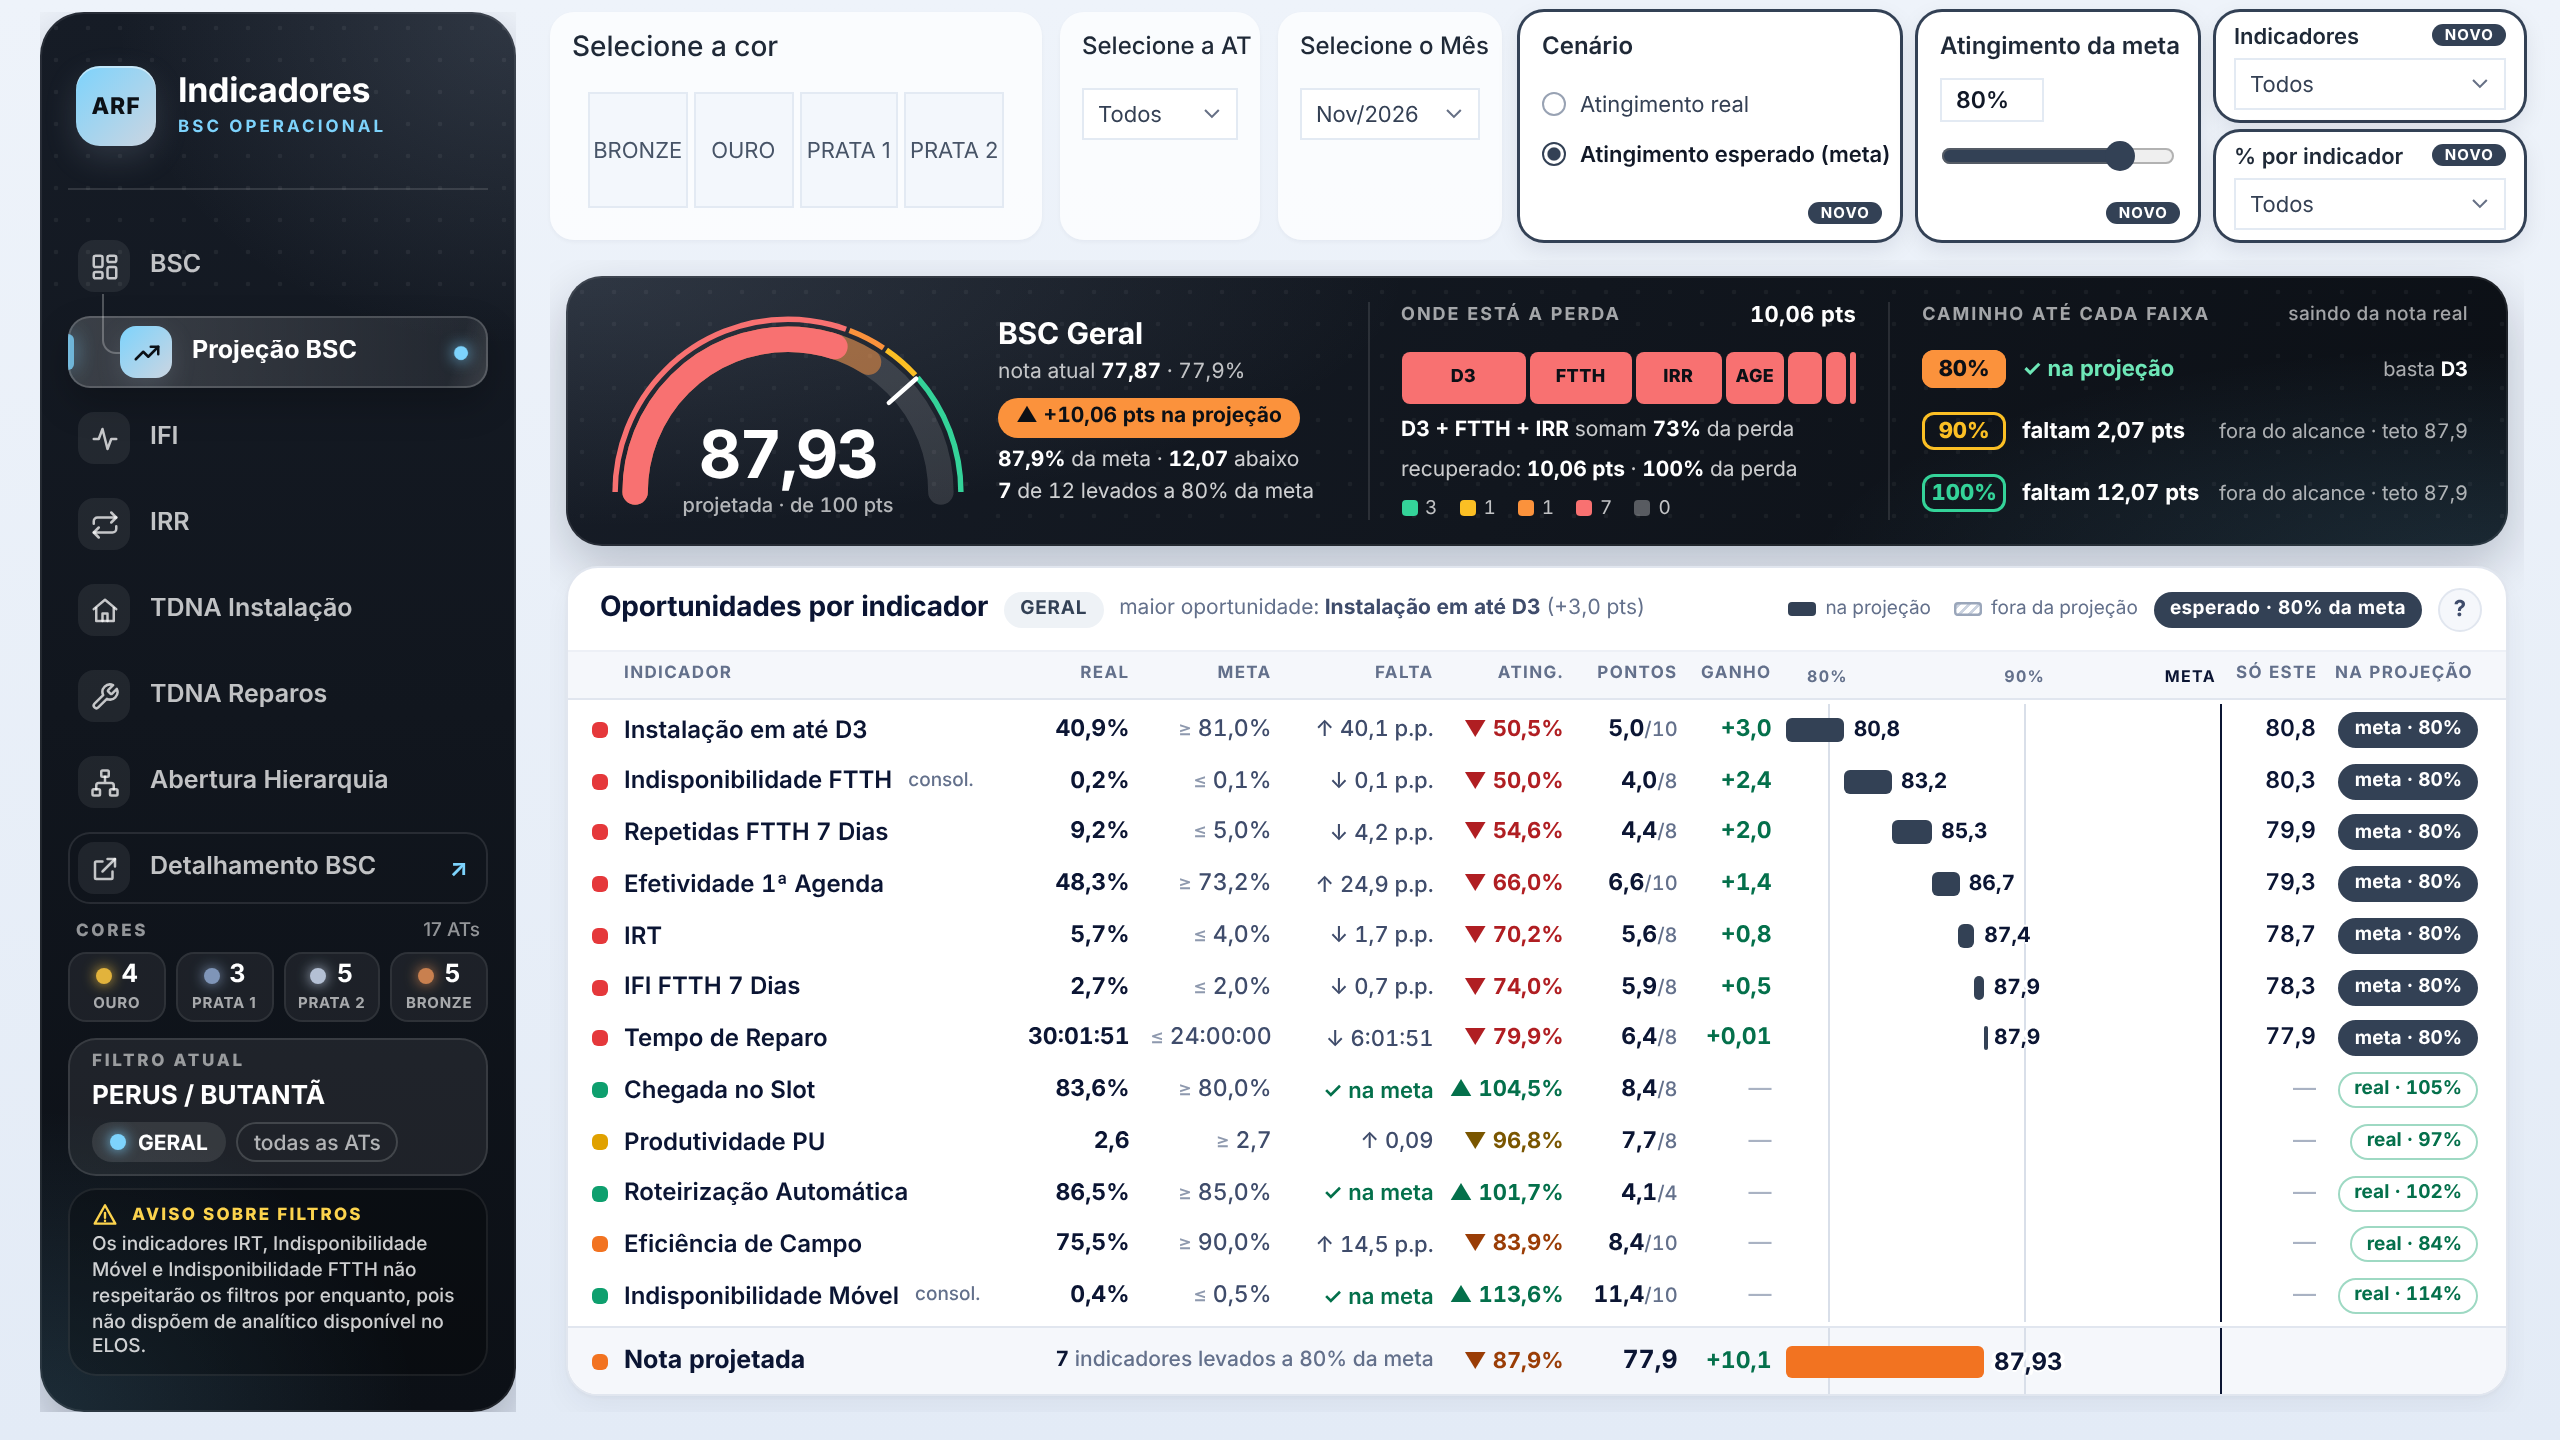 ARF
Indicadores
BSC OPERACIONAL
BSC
Projeção BSC
IFI
IRR
TDNA Instalação
TDNA Reparos
Abertura Hierarquia
Detalhamento BSC
CORES 17 ATs
4 3 5 5
OURO PRATA 1 PRATA 2 BRONZE
FILTRO ATUAL
PERUS / BUTANTÃ
GERAL todas as ATs
AVISO SOBRE FILTROS
Os indicadores IRT, Indisponibilidade
Móvel e Indisponibilidade FTTH não
respeitarão os filtros por enquanto, pois
não dispõem de analítico disponível no
ELOS.
Selecione a cor
BRONZE OURO PRATA 1 PRATA 2
Selecione a AT
Todos
Selecione o Mês
Nov/2026
Cenário
Atingimento real
Atingimento esperado (meta)
NOVO
Atingimento da meta
80%
NOVO
Indicadores NOVO
Todos
% por indicador NOVO
Todos
87,93
projetada · de 100 pts
BSC Geral
nota atual 77,87 · 77,9%
▲ +10,06 pts na projeção
87,9% da meta · 12,07 abaixo
7 de 12 levados a 80% da meta
ONDE ESTÁ A PERDA 10,06 pts
D3 FTTH IRR AGE
D3 + FTTH + IRR somam 73% da perda
recuperado: 10,06 pts · 100% da perda
3 1 1 7 0
CAMINHO ATÉ CADA FAIXA saindo da nota real
80% ✓ na projeção basta D3
90% faltam 2,07 pts fora do alcance · teto 87,9
100% faltam 12,07 pts fora do alcance · teto 87,9
Oportunidades por indicador GERAL maior oportunidade: Instalação em até D3 (+3,0 pts) na projeção fora da projeção esperado · 80% da meta ?
INDICADOR REAL META FALTA ATING. PONTOS GANHO 80% 90% META SÓ ESTE NA PROJEÇÃO
Instalação em até D3 40,9% ≥ 81,0% ↑ 40,1 p.p. ▼ 50,5% 5,0/10 +3,0 80,8 80,8 meta · 80%
Indisponibilidade FTTH consol. 0,2% ≤ 0,1% ↓ 0,1 p.p. ▼ 50,0% 4,0/8 +2,4 83,2 80,3 meta · 80%
Repetidas FTTH 7 Dias 9,2% ≤ 5,0% ↓ 4,2 p.p. ▼ 54,6% 4,4/8 +2,0 85,3 79,9 meta · 80%
Efetividade 1ª Agenda 48,3% ≥ 73,2% ↑ 24,9 p.p. ▼ 66,0% 6,6/10 +1,4 86,7 79,3 meta · 80%
IRT 5,7% ≤ 4,0% ↓ 1,7 p.p. ▼ 70,2% 5,6/8 +0,8 87,4 78,7 meta · 80%
IFI FTTH 7 Dias 2,7% ≤ 2,0% ↓ 0,7 p.p. ▼ 74,0% 5,9/8 +0,5 87,9 78,3 meta · 80%
Tempo de Reparo 30:01:51 ≤ 24:00:00 ↓ 6:01:51 ▼ 79,9% 6,4/8 +0,01 87,9 77,9 meta · 80%
Chegada no Slot 83,6% ≥ 80,0% ✓ na meta ▲ 104,5% 8,4/8 — — real · 105%
Produtividade PU 2,6 ≥ 2,7 ↑ 0,09 ▼ 96,8% 7,7/8 — — real · 97%
Roteirização Automática 86,5% ≥ 85,0% ✓ na meta ▲ 101,7% 4,1/4 — — real · 102%
Eficiência de Campo 75,5% ≥ 90,0% ↑ 14,5 p.p. ▼ 83,9% 8,4/10 — — real · 84%
Indisponibilidade Móvel consol. 0,4% ≤ 0,5% ✓ na meta ▲ 113,6% 11,4/10 — — real · 114%
Nota projetada 7 indicadores levados a 80% da meta ▼ 87,9% 77,9 +10,1 87,93